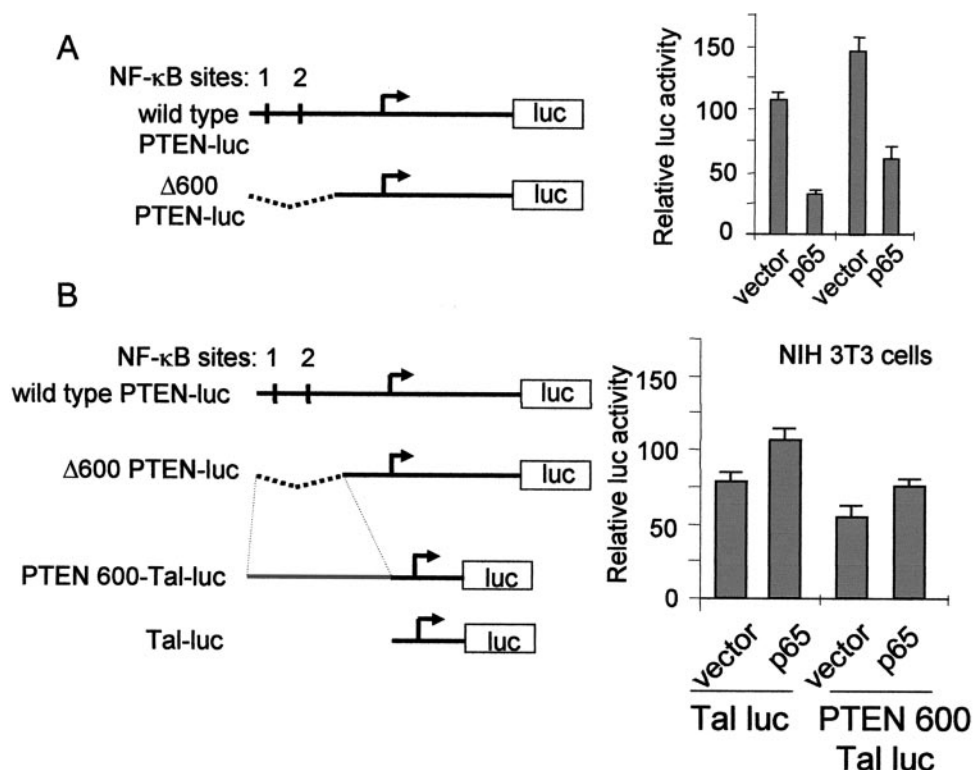 A
NF-κB sites: 1 2
wild type
PTEN-luc
luc
Δ600
PTEN-luc
luc
Relative luc activity
150
100
50
0
vector
p65
vector
p65
B
NF-κB sites: 1 2
wild type PTEN-luc
luc
Δ600 PTEN-luc
luc
PTEN 600-Tal-luc
luc
Tal-luc
luc
NIH 3T3 cells
Relative luc activity
150
100
50
0
vector
p65
vector
p65
Tal luc
PTEN 600
Tal luc